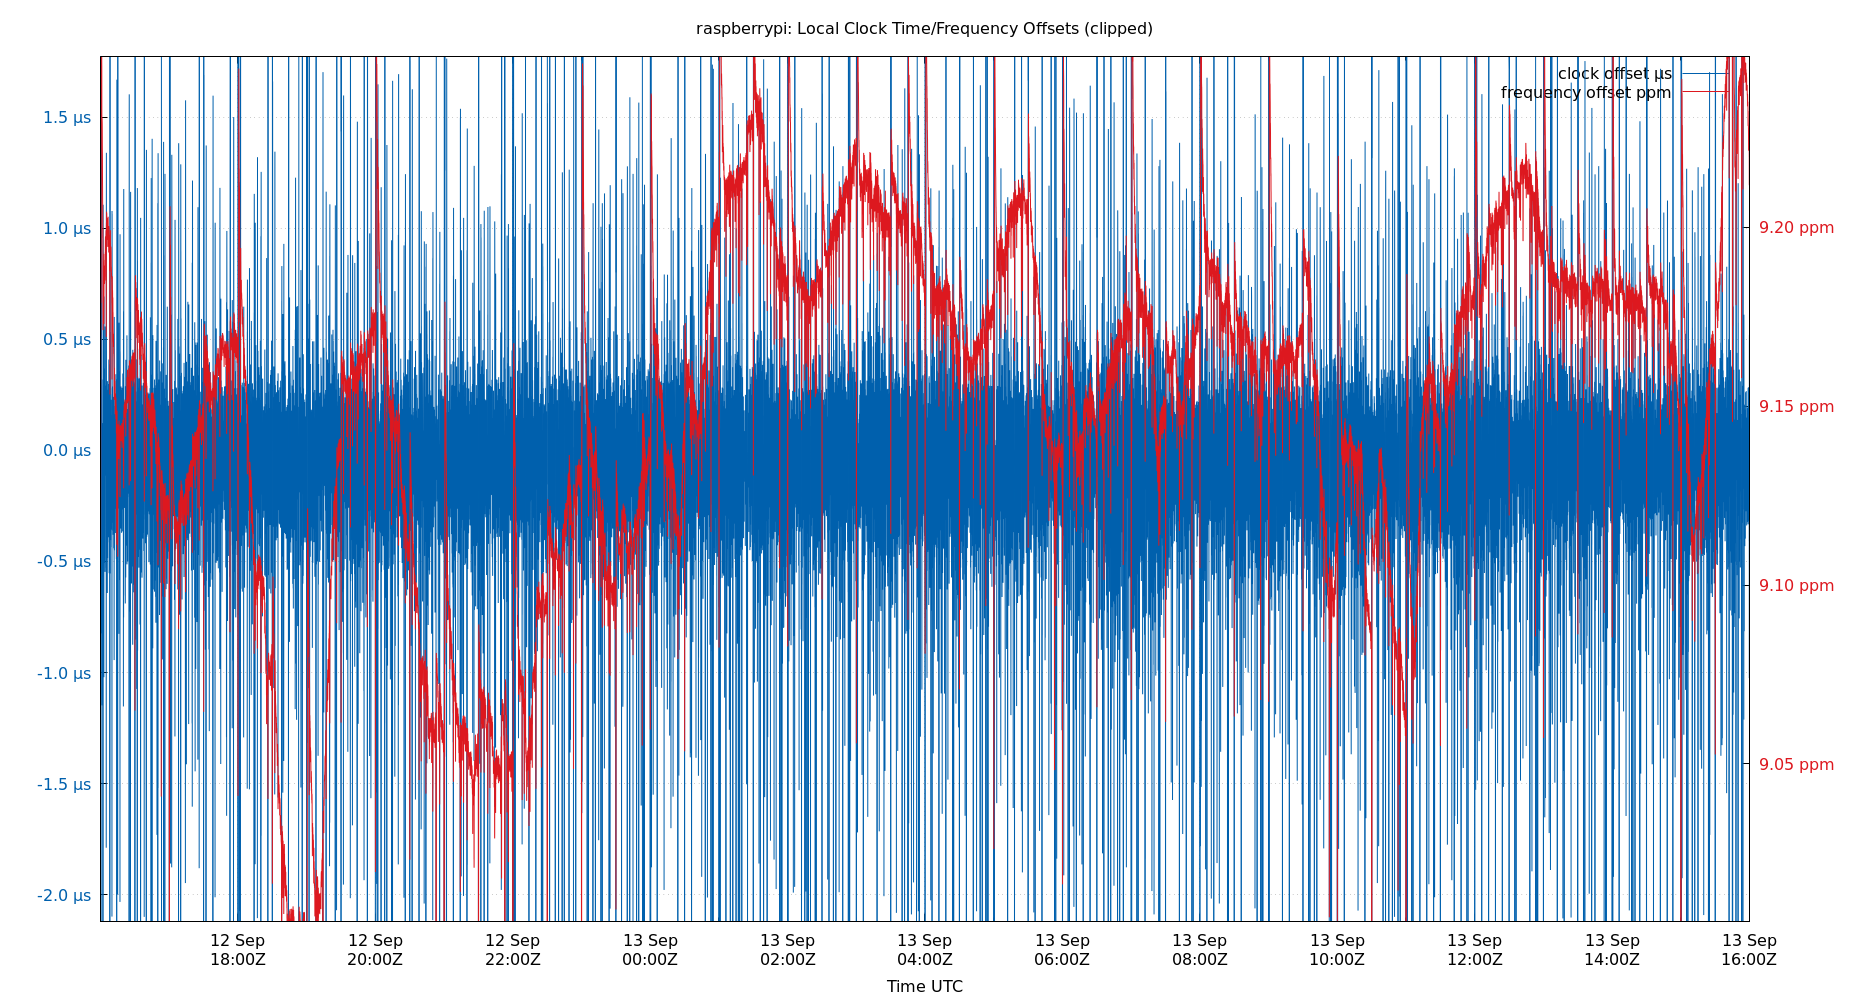 raspberrypi: Local Clock Time/Frequency Offsets (clipped)
clock offset µs
frequency offset ppm
1.5 µs
1.0 µs
0.5 µs
0.0 µs
-0.5 µs
-1.0 µs
-1.5 µs
-2.0 µs
9.20 ppm
9.15 ppm
9.10 ppm
9.05 ppm
12 Sep 12 Sep 12 Sep 13 Sep 13 Sep 13 Sep 13 Sep 13 Sep 13 Sep 13 Sep 13 Sep 13 Sep
18:00Z 20:00Z 22:00Z 00:00Z 02:00Z 04:00Z 06:00Z 08:00Z 10:00Z 12:00Z 14:00Z 16:00Z
Time UTC